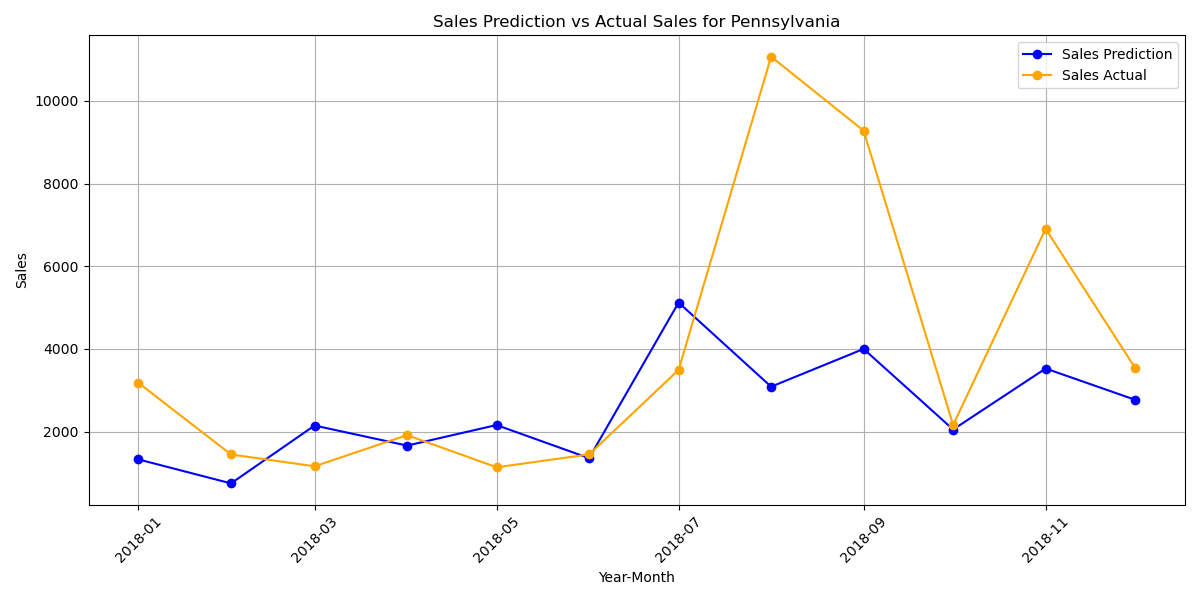 Sales Prediction vs Actual Sales for Pennsylvania
Sales Prediction
Sales Actual
Sales
10000
8000
6000
4000
2000
2018-01
2018-03
2018-05
2018-07
2018-09
2018-11
Year-Month